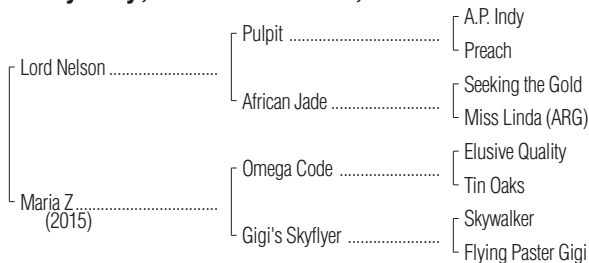 Pulpit
A.P. Indy
Preach
Lord Nelson
African Jade
Seeking the Gold
Miss Linda (ARG)
Omega Code
Elusive Quality
Tin Oaks
Maria Z
(2015)
Gigi's Skyflyer
Skywalker
Flying Paster Gigi